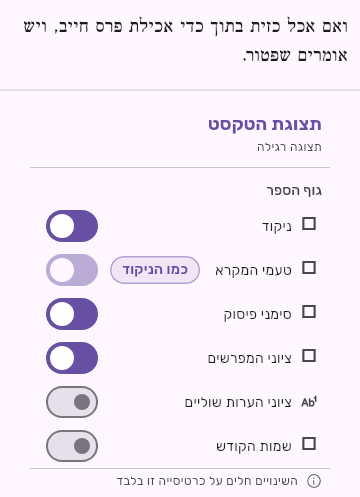 ואם אכל כזית בתוך כדי אכילת פרס חייב, ויש
אומרים שפטור.
תצוגת הטקסט
תצוגה רגילה
גוף הספר
ניקוד
טעמי המקרא כמו הניקוד
סימני פיסוק
ציוני המפרשים
ציוני הערות שוליים
שמות הקודש
השינויים חלים על כרטיסייה זו בלבד